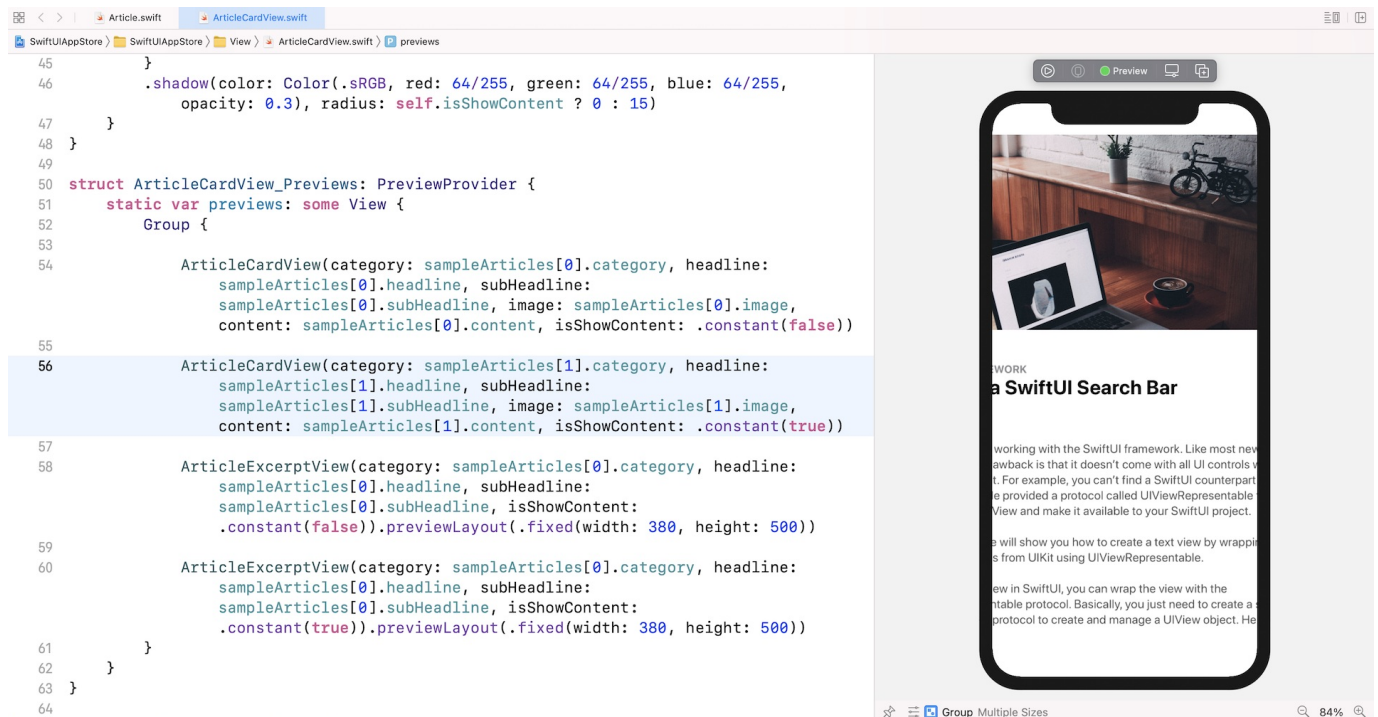 Article.swift
ArticleCardView.swift
SwiftUIAppStore
SwiftUIAppStore
View
ArticleCardView.swift
previews
45 }
46 .shadow(color: Color(.sRGB, red: 64/255, green: 64/255, blue: 64/255,
opacity: 0.3), radius: self.isShowContent ? 0 : 15)
47 }
48 }
49
50 struct ArticleCardView_Previews: PreviewProvider {
51 static var previews: some View {
52 Group {
53
54 ArticleCardView(category: sampleArticles[0].category, headline:
sampleArticles[0].headline, subHeadline:
sampleArticles[0].subHeadline, image: sampleArticles[0].image,
content: sampleArticles[0].content, isShowContent: .constant(false))
55
56 ArticleCardView(category: sampleArticles[1].category, headline:
sampleArticles[1].headline, subHeadline:
sampleArticles[1].subHeadline, image: sampleArticles[1].image,
content: sampleArticles[1].content, isShowContent: .constant(true))
57
58 ArticleExcerptView(category: sampleArticles[0].category, headline:
sampleArticles[0].headline, subHeadline:
sampleArticles[0].subHeadline, isShowContent:
.constant(false)).previewLayout(.fixed(width: 380, height: 500))
59
60 ArticleExcerptView(category: sampleArticles[0].category, headline:
sampleArticles[0].headline, subHeadline:
sampleArticles[0].subHeadline, isShowContent:
.constant(true)).previewLayout(.fixed(width: 380, height: 500))
61 }
62 }
63 }
64
Preview
WORK
a SwiftUI Search Bar
working with the SwiftUI framework. Like most new
awback is that it doesn't come with all UI controls
t. For example, you can't find a SwiftUI counterpart
le provided a protocol called UIViewRepresentable
View and make it available to your SwiftUI project.
e will show you how to create a text view by wrappin
s from UIKit using UIViewRepresentable.
ew in SwiftUI, you can wrap the view with the
ntable protocol. Basically, you just need to create a
protocol to create and manage a UIView object. He
Group Multiple Sizes
84%